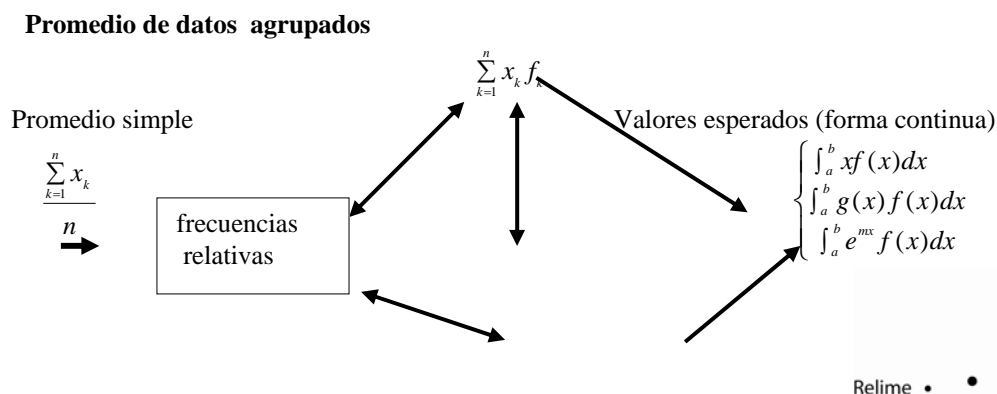 Promedio de datos agrupados
n
∑ x_k f_k
k=1
Promedio simple
Valores esperados (forma continua)
n
∑ x_k
k=1
n
frecuencias
relativas
∫_a^b xf(x)dx
∫_a^b g(x) f(x)dx
∫_a^b e^{mx} f(x)dx
Relime